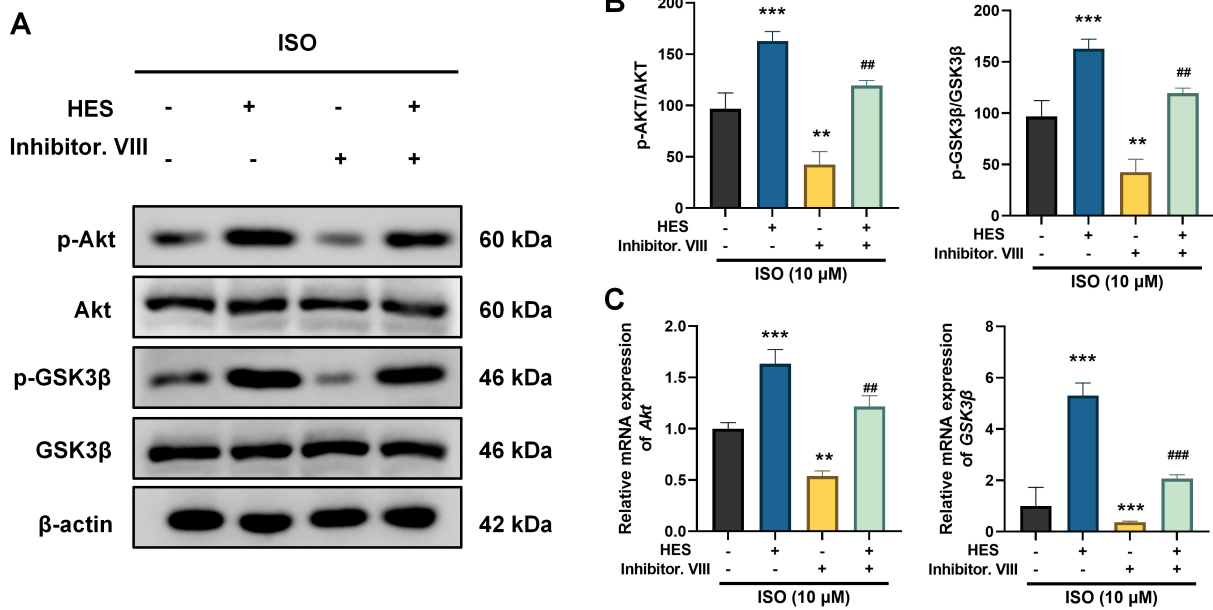 A
ISO
HES - + - +
Inhibitor. VIII - - + +
p-Akt 60 kDa
Akt 60 kDa
p-GSK3β 46 kDa
GSK3β 46 kDa
β-actin 42 kDa
B
p-AKT/AKT
200
150
100
50
0
***
**
##
HES - + - +
Inhibitor. VIII - - + +
ISO (10 μM)
p-GSK3β/GSK3β
200
150
100
50
0
***
**
##
HES - + - +
Inhibitor. VIII - - + +
ISO (10 μM)
C
Relative mRNA expression
of Akt
2.0
1.5
1.0
0.5
0.0
***
**
##
HES - + - +
Inhibitor. VIII - - + +
ISO (10 μM)
Relative mRNA expression
of GSK3β
8
6
4
2
0
***
***
###
HES - + - +
Inhibitor. VIII - - + +
ISO (10 μM)